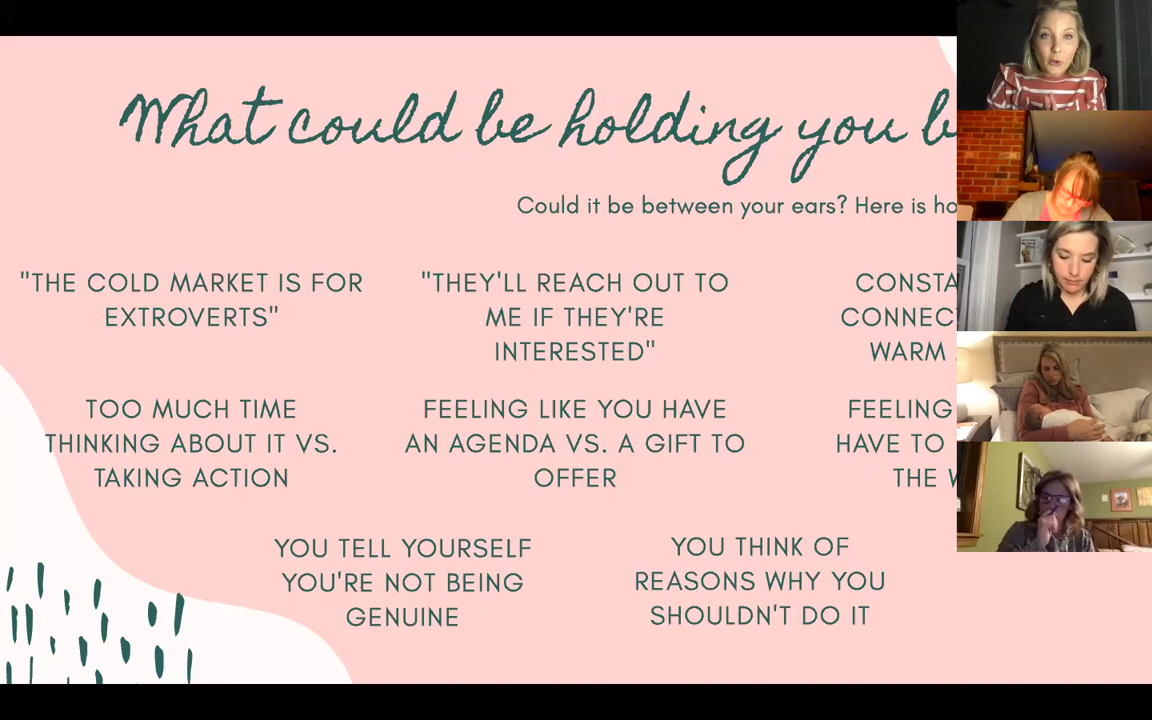 What could be holding you b
Could it be between your ears? Here is ho
"THE COLD MARKET IS FOR
EXTROVERTS"
"THEY'LL REACH OUT TO
ME IF THEY'RE
INTERESTED"
CONSTA
CONNEC
WARM
TOO MUCH TIME
THINKING ABOUT IT VS.
TAKING ACTION
FEELING LIKE YOU HAVE
AN AGENDA VS. A GIFT TO
OFFER
FEELING
HAVE TO
THE W
YOU TELL YOURSELF
YOU'RE NOT BEING
GENUINE
YOU THINK OF
REASONS WHY YOU
SHOULDN'T DO IT